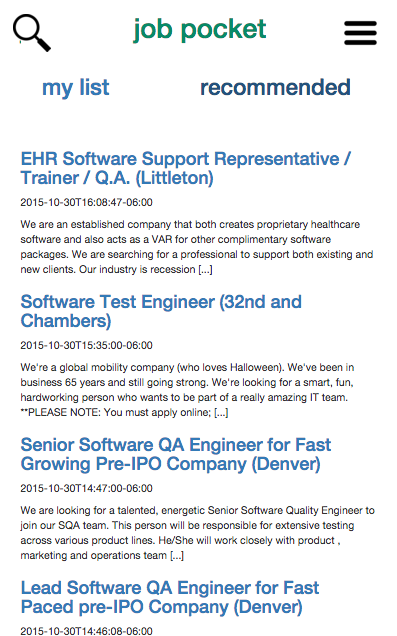 job pocket
my list
recommended
EHR Software Support Representative /
Trainer / Q.A. (Littleton)
2015-10-30T16:08:47-06:00
We are an established company that both creates proprietary healthcare
software and also acts as a VAR for other complimentary software
packages. We are searching for a professional to support both existing and
new clients. Our industry is recession [...]
Software Test Engineer (32nd and
Chambers)
2015-10-30T15:35:00-06:00
We're a global mobility company (who loves Halloween). We've been in
business 65 years and still going strong. We're looking for a smart, fun,
hardworking person who wants to be part of a really amazing IT team.
**PLEASE NOTE: You must apply online; [...]
Senior Software QA Engineer for Fast
Growing Pre-IPO Company (Denver)
2015-10-30T14:47:00-06:00
We are looking for a talented, energetic Senior Software Quality Engineer to
join our SQA team. This person will be responsible for extensive testing
across various product lines. He/She will work closely with product ,
marketing and operations team [...]
Lead Software QA Engineer for Fast
Paced pre-IPO Company (Denver)
2015-10-30T14:46:08-06:00